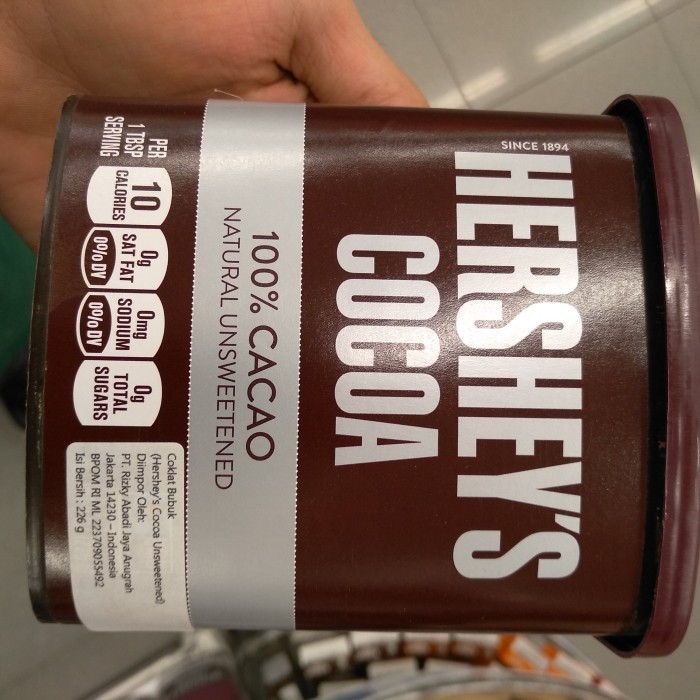 SINCE 1894
HERSHEY'S
COCOA
100% CACAO
NATURAL UNSWEETENED
PER
1 TBSP
SERVING
10
CALORIES
0g
SAT FAT
0% DV
0mg
SODIUM
0% DV
0g
TOTAL
SUGARS
Coklat Bubuk
(Hershey's Cocoa Unsweetened)
Diimpor Oleh:
PT. Rizky Abadi Jaya Anugrah
Jakarta 14230 – Indonesia
BPOM RI ML 223709055492
Isi Bersih : 226 g